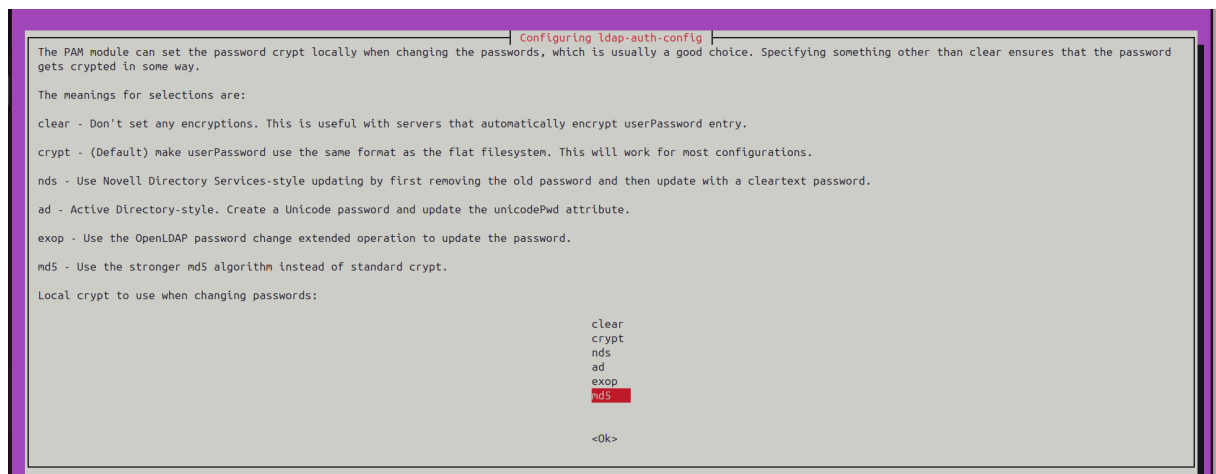 Configuring ldap-auth-config
The PAM module can set the password crypt locally when changing the passwords, which is usually a good choice. Specifying something other than clear ensures that the password
gets crypted in some way.
The meanings for selections are:
clear - Don't set any encryptions. This is useful with servers that automatically encrypt userPassword entry.
crypt - (Default) make userPassword use the same format as the flat filesystem. This will work for most configurations.
nds - Use Novell Directory Services-style updating by first removing the old password and then update with a cleartext password.
ad - Active Directory-style. Create a Unicode password and update the unicodePwd attribute.
exop - Use the OpenLDAP password change extended operation to update the password.
md5 - Use the stronger md5 algorithm instead of standard crypt.
Local crypt to use when changing passwords:
clear
crypt
nds
ad
exop
md5
<Ok>